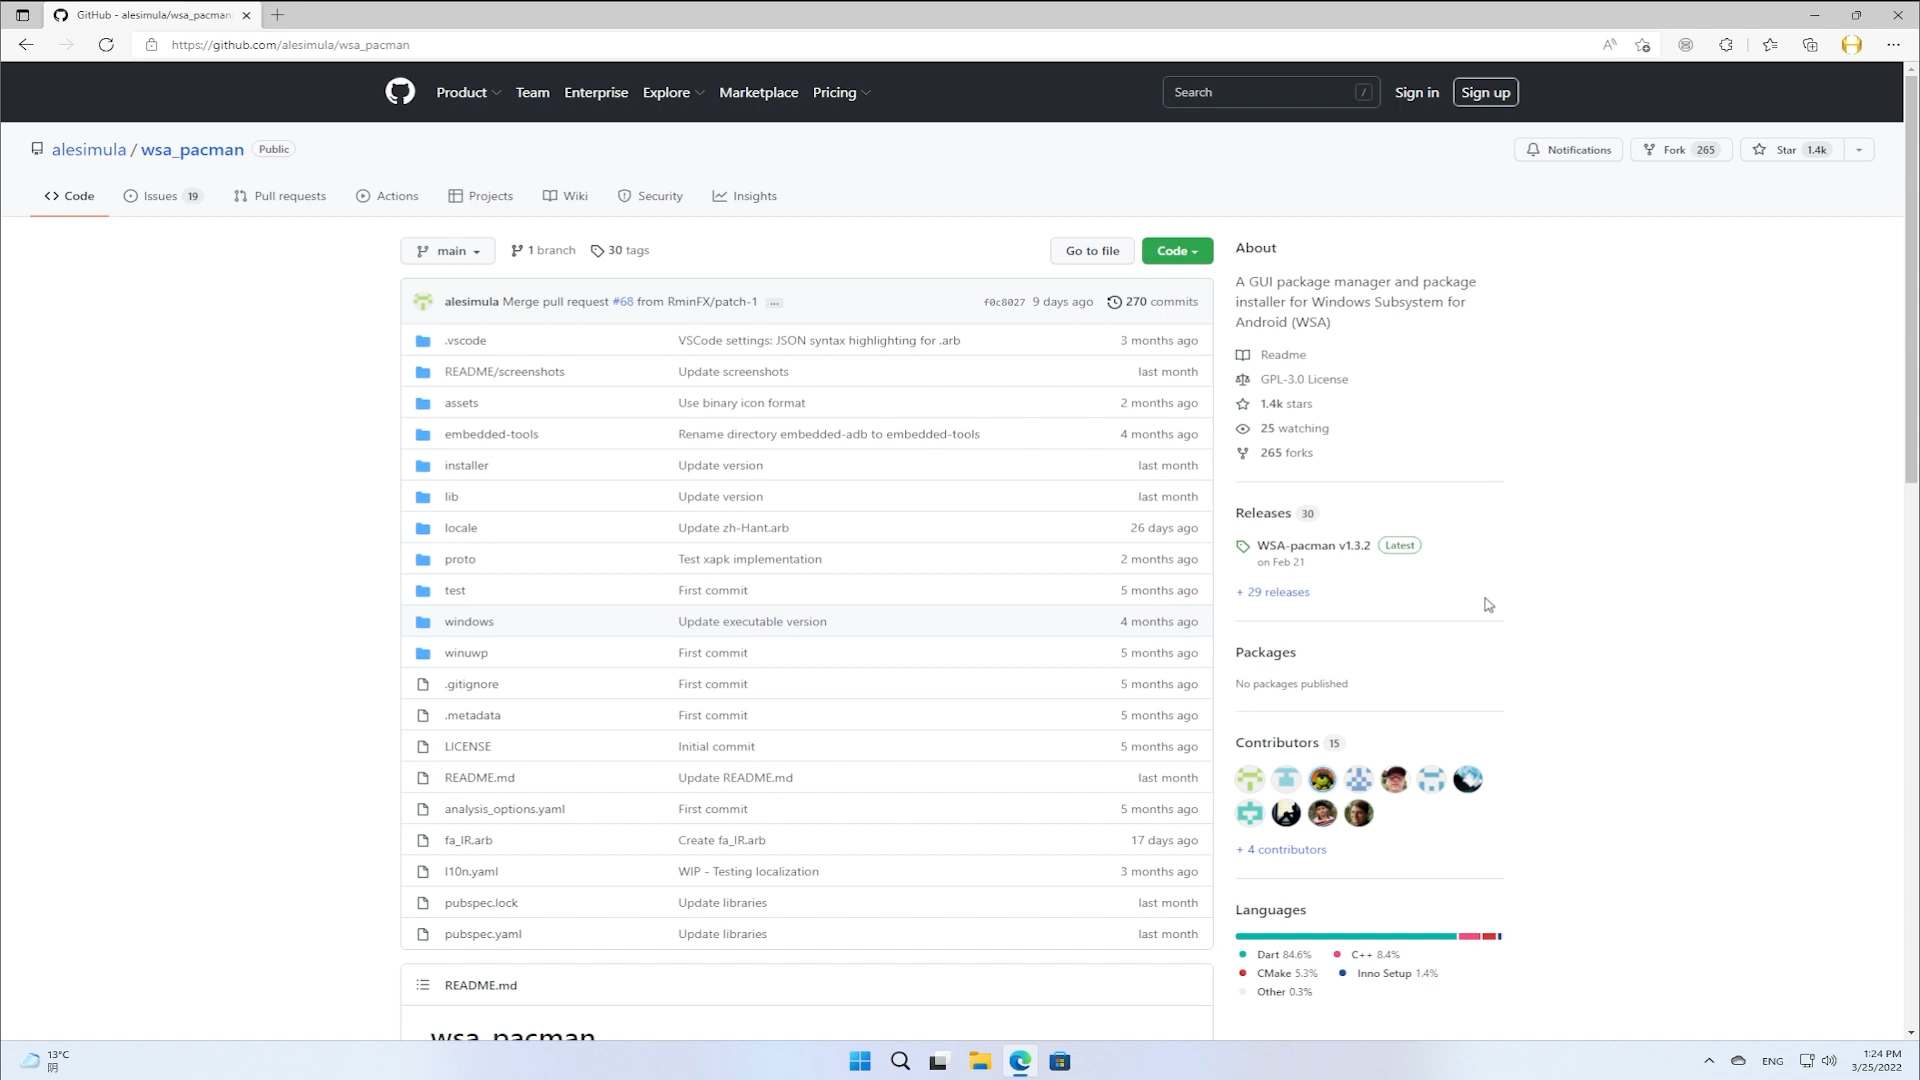 GitHub - alesimula/wsa_pacman
https://github.com/alesimula/wsa_pacman
Product Team Enterprise Explore Marketplace Pricing
Search /
Sign in Sign up
alesimula / wsa_pacman Public
Notifications Fork 265 Star 1.4k
Code Issues 19 Pull requests Actions Projects Wiki Security Insights
main 1 branch 30 tags Go to file Code
alesimula Merge pull request #68 from RminFX/patch-1 ... f0c8027 9 days ago 270 commits
.vscode VSCode settings: JSON syntax highlighting for .arb 3 months ago
README/screenshots Update screenshots last month
assets Use binary icon format 2 months ago
embedded-tools Rename directory embedded-adb to embedded-tools 4 months ago
installer Update version last month
lib Update version last month
locale Update zh-Hant.arb 26 days ago
proto Test xapk implementation 2 months ago
test First commit 5 months ago
windows Update executable version 4 months ago
winuwp First commit 5 months ago
.gitignore First commit 5 months ago
.metadata First commit 5 months ago
LICENSE Initial commit 5 months ago
README.md Update README.md last month
analysis_options.yaml First commit 5 months ago
fa_IR.arb Create fa_IR.arb 17 days ago
l10n.yaml WIP - Testing localization 3 months ago
pubspec.lock Update libraries last month
pubspec.yaml Update libraries last month
README.md
wsa_pacman
About
A GUI package manager and package
installer for Windows Subsystem for
Android (WSA)
Readme
GPL-3.0 License
1.4k stars
25 watching
265 forks
Releases 30
WSA-pacman v1.3.2 Latest
on Feb 21
+ 29 releases
Packages
No packages published
Contributors 15
+ 4 contributors
Languages
Dart 84.6% C++ 8.4%
CMake 5.3% Inno Setup 1.4%
Other 0.3%
13°C
阴
ENG
1:24 PM
3/25/2022